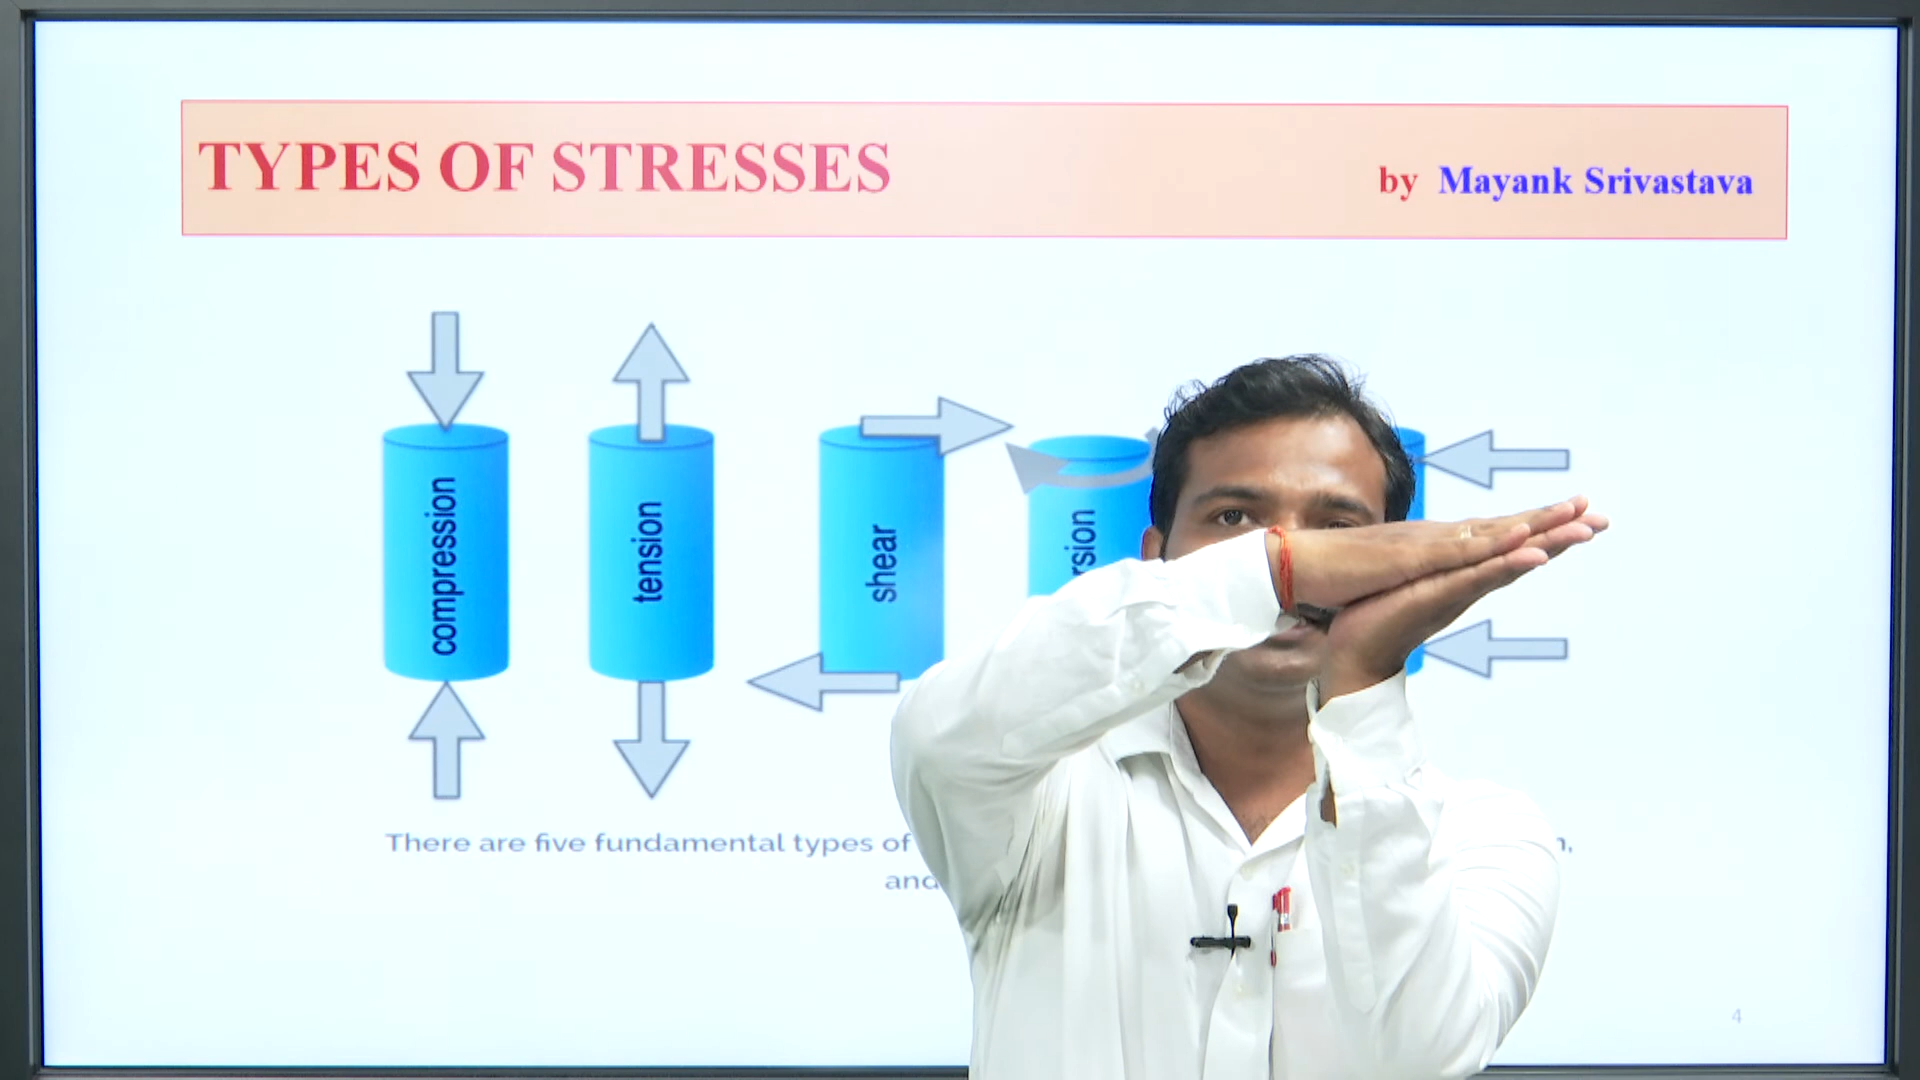 TYPES OF STRESSES
by Mayank Srivastava
compression
tension
shear
There are five fundamental types of
and
4